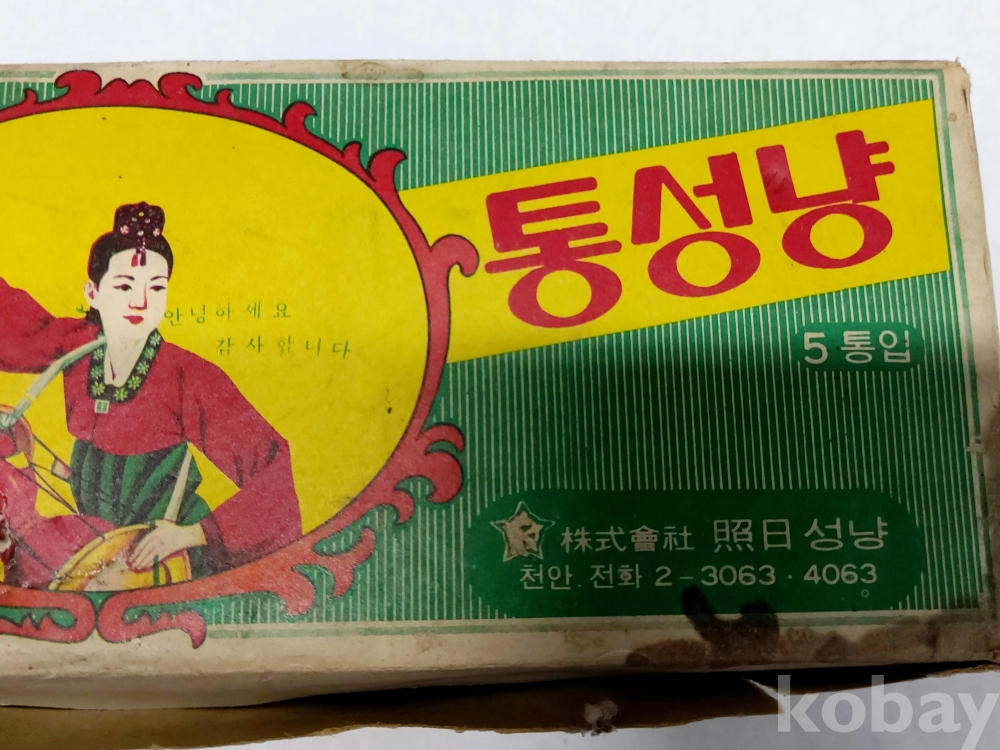 통성냥
안녕하세요
감사합니다
5 통입
株式會社 照日성냥
천안. 전화 2-3063·4063
kobay